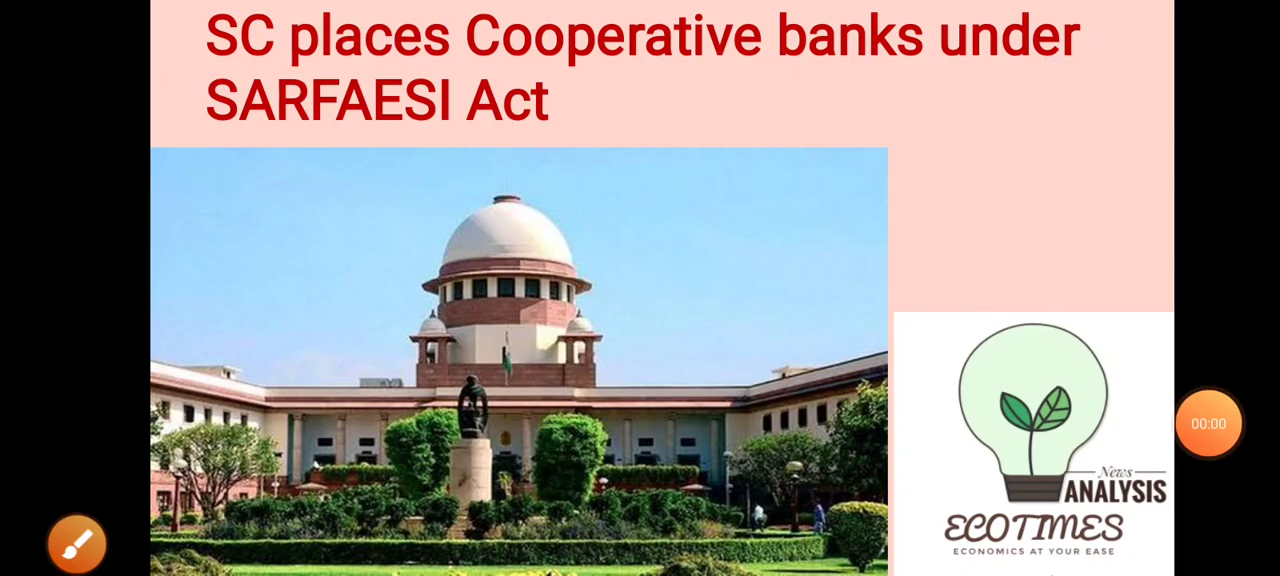 SC places Cooperative banks under
SARFAESI Act
00:00
News
ANALYSIS
ECOTIMES
ECONOMICS AT YOUR EASE